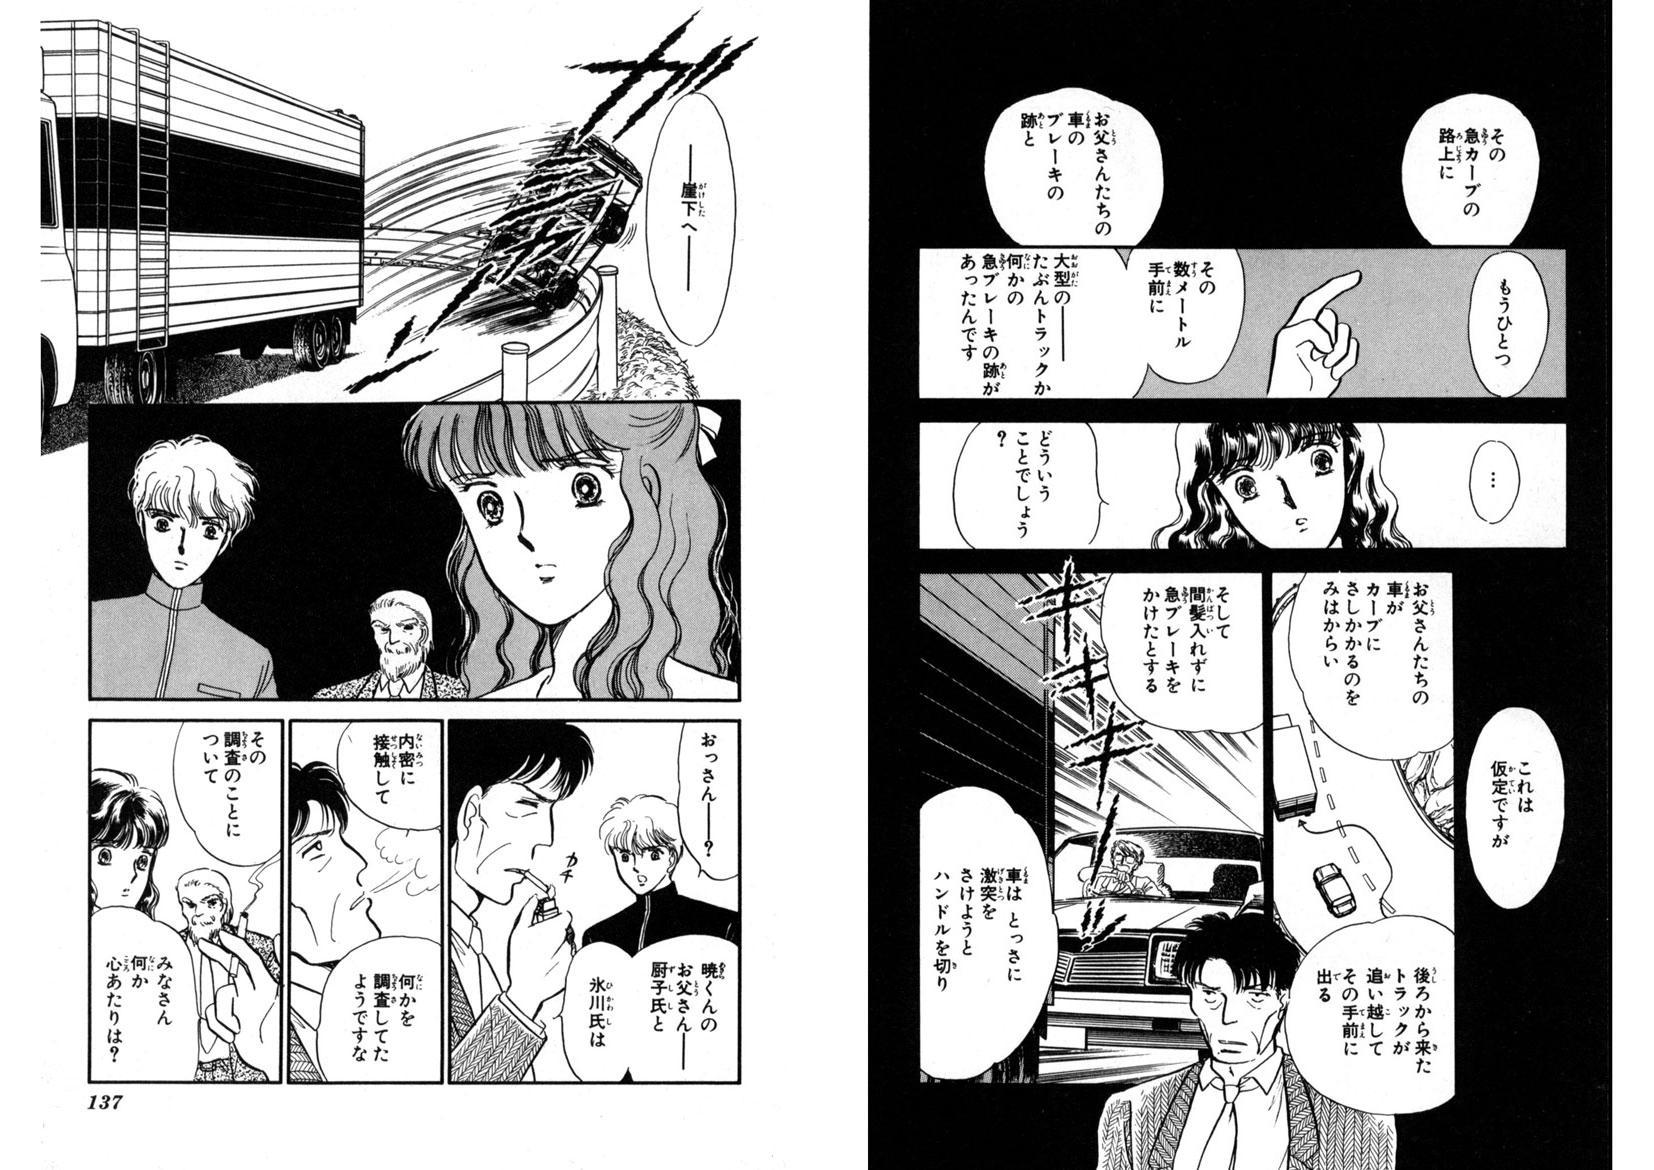 その
急カーブの
路上に
お父さんたちの
車の
ブレーキの
跡と
もうひとつ
その
数メートル
手前に
大型の――
たぶんトラックか
何かの
急ブレーキの跡が
あったんです
…
どういう
ことでしょう
？
これは
仮定ですが
お父さんたちの
車が
カーブに
さしかかるのを
みはからい
後ろから来た
トラックが
追い越して
その手前に
出る
そして
間髪入れずに
急ブレーキを
かけたとする
キキキーッ
車は とっさに
激突を
さけようと
ハンドルを切り
――崖下へ――
おっさん――？
カチ
暁くんの
お父さん――
厨子氏と
氷川氏は
内密に
接触して
何かを
調査してた
ようですな
その
調査のことに
ついて
みなさん
何か
心あたりは？
137